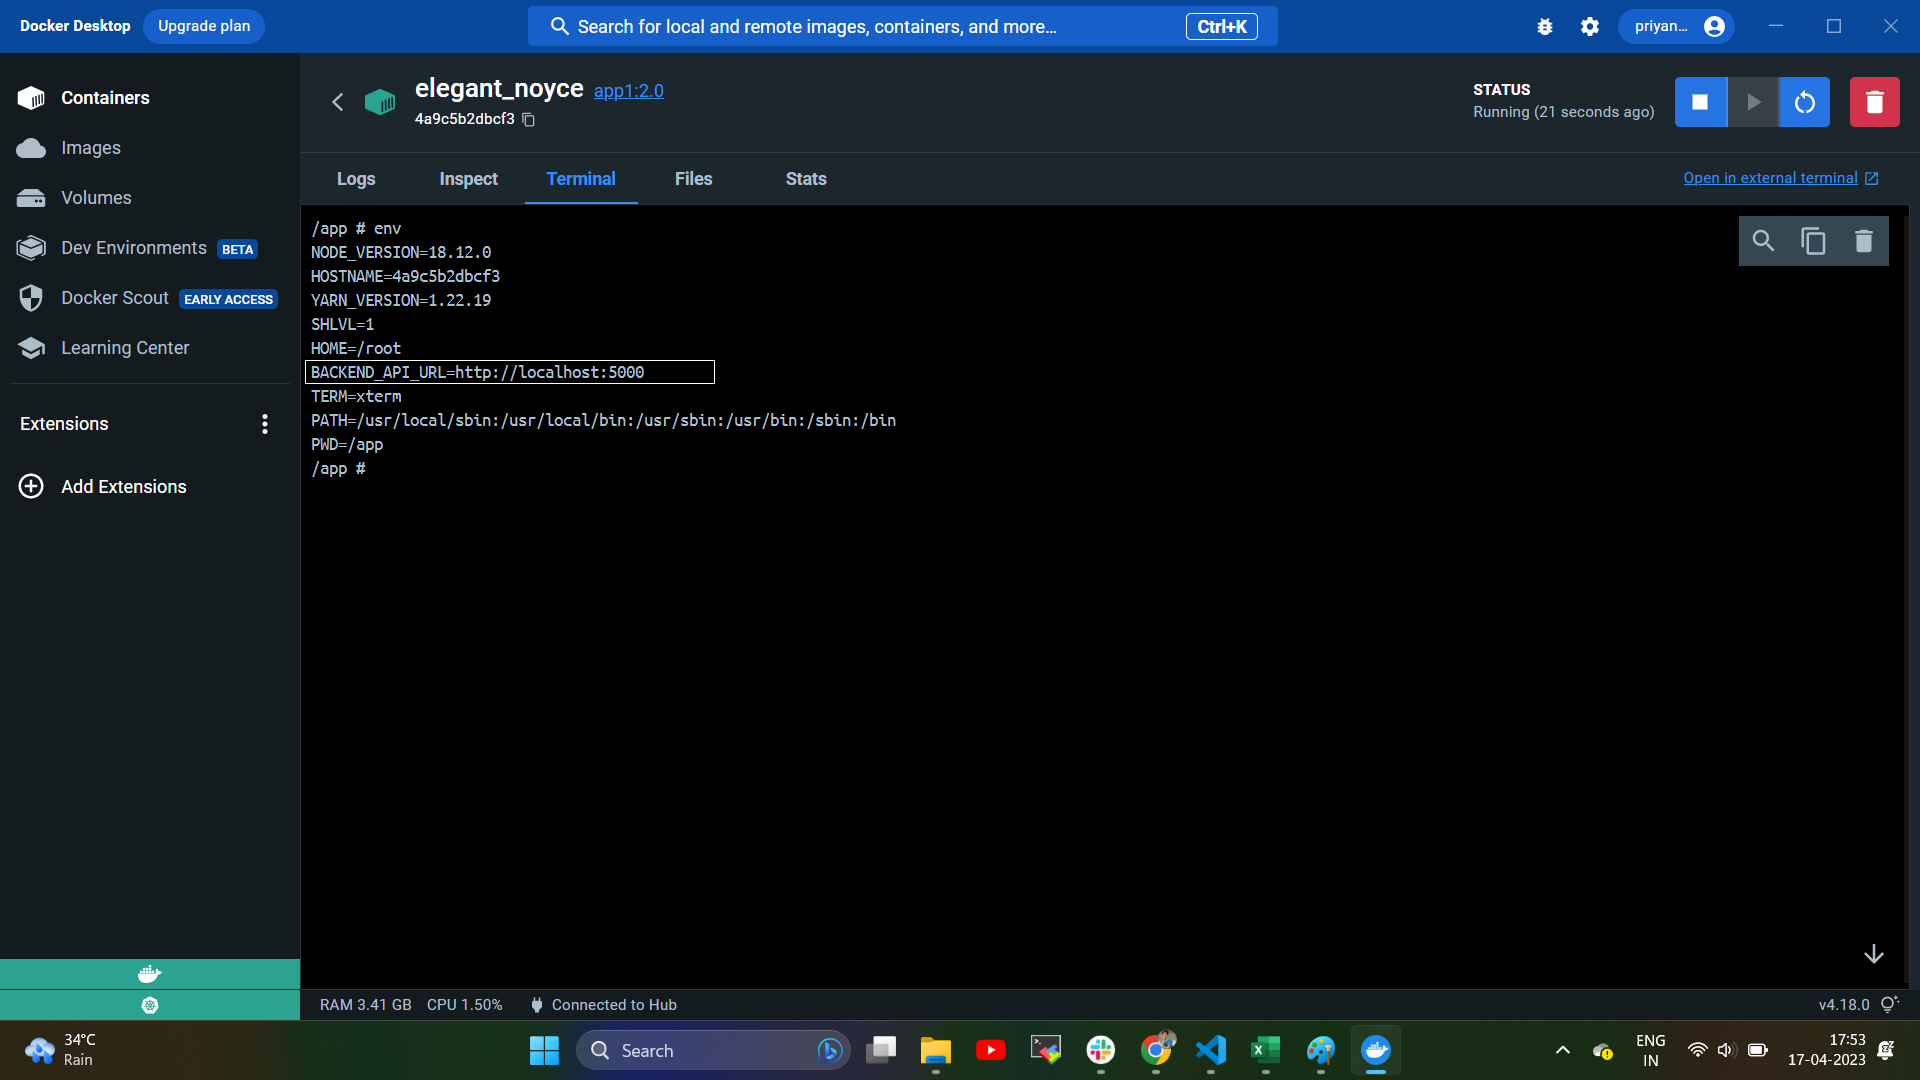 Docker Desktop Upgrade plan Search for local and remote images, containers, and more... Ctrl+K priyan...
Containers
Images
Volumes
Dev Environments BETA
Docker Scout EARLY ACCESS
Learning Center
Extensions
Add Extensions
elegant_noyce app1:2.0
4a9c5b2dbcf3
STATUS
Running (21 seconds ago)
Logs Inspect Terminal Files Stats Open in external terminal
/app # env
NODE_VERSION=18.12.0
HOSTNAME=4a9c5b2dbcf3
YARN_VERSION=1.22.19
SHLVL=1
HOME=/root
BACKEND_API_URL=http://localhost:5000
TERM=xterm
PATH=/usr/local/sbin:/usr/local/bin:/usr/sbin:/usr/bin:/sbin:/bin
PWD=/app
/app #
RAM 3.41 GB CPU 1.50% Connected to Hub v4.18.0
34°C
Rain
Search
ENG
IN
17:53
17-04-2023